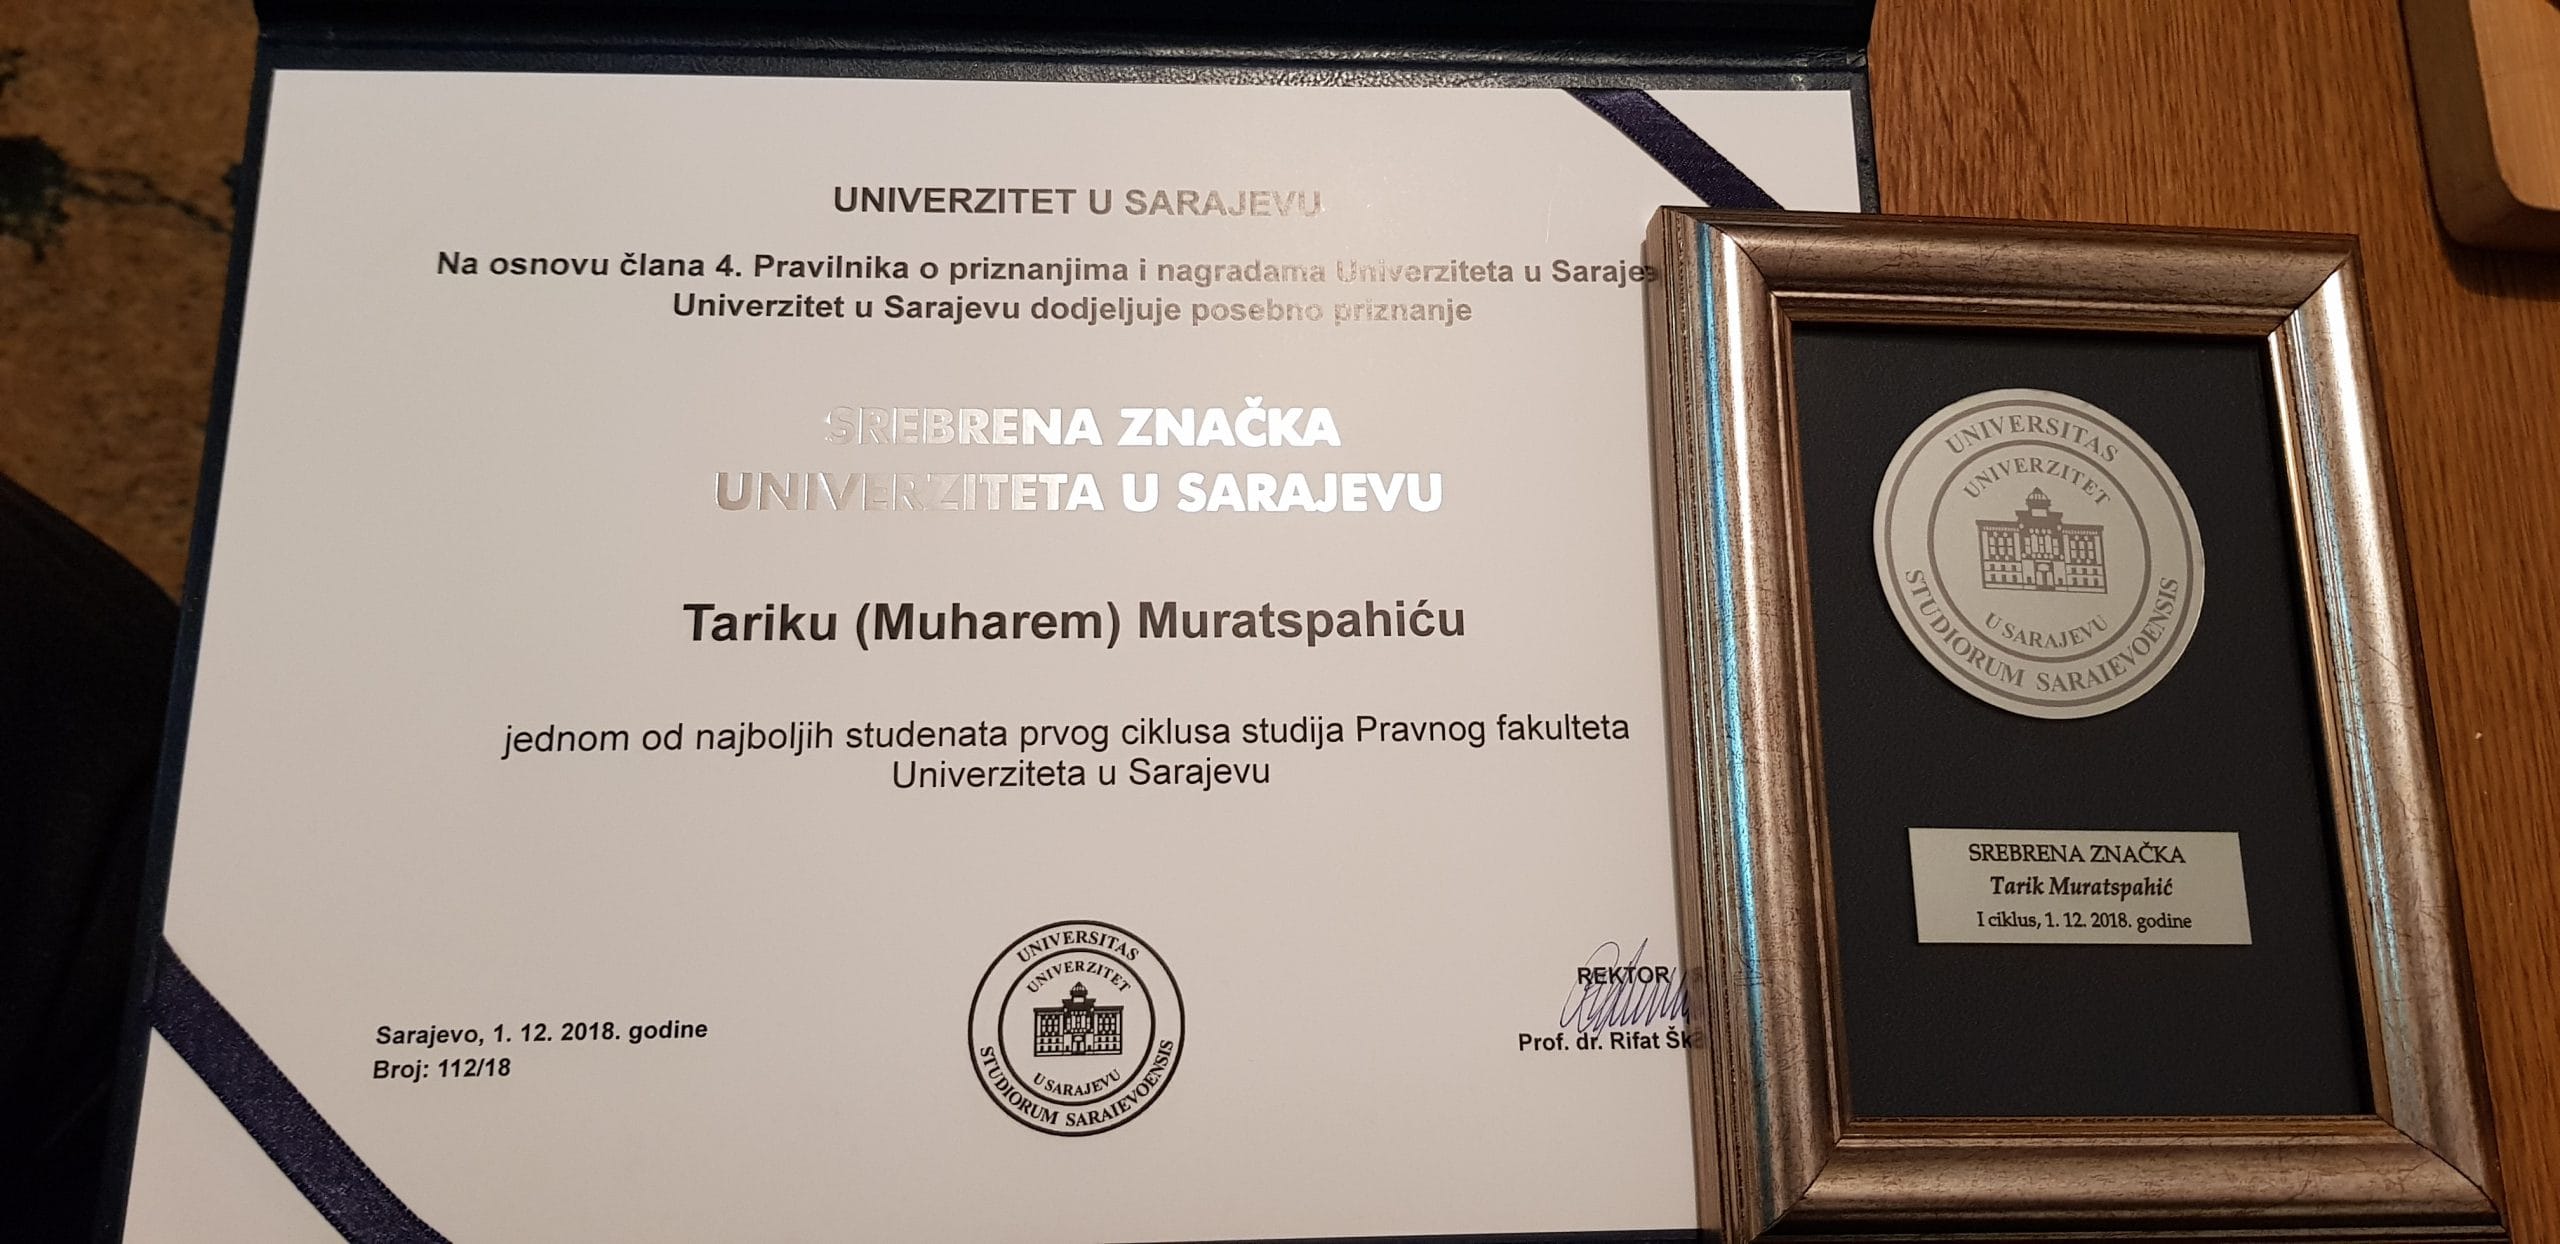 UNIVERZITET U SARAJEVU
Na osnovu člana 4. Pravilnika o priznanjima i nagradama Univerziteta u
Univerzitet u Sarajevu dodjeljuje posebno priznanje
SREBRENA ZNAČKA
UNIVERZITETA U SARAJEVU
Tariku (Muharem) Muratspahiću
jednom od najboljih studenata prvog ciklusa studija Pravnog fakulteta
Univerziteta u Sarajevu
Sarajevo, 1. 12. 2018. godine
Broj: 112/18
UNIVERSITAS
UNIVERZITET
U SARAJEVU
STUDIORUM SARAIEVOENSIS
REKTOR
Prof. dr. Rifat
UNIVERSITAS
UNIVERZITET
U SARAJEVU
STUDIORUM SARAIEVOENSIS
SREBRENA ZNAČKA
Tarik Muratspahić
I ciklus, 1. 12. 2018. godine